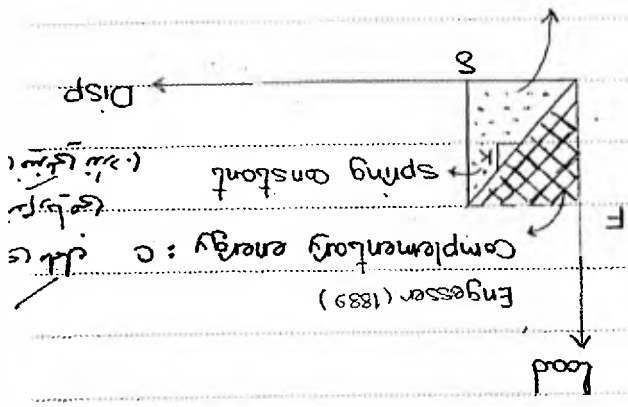 Load
Engesser (1889)
F
Complementary energy : C
spring constant
K
Disp
δ